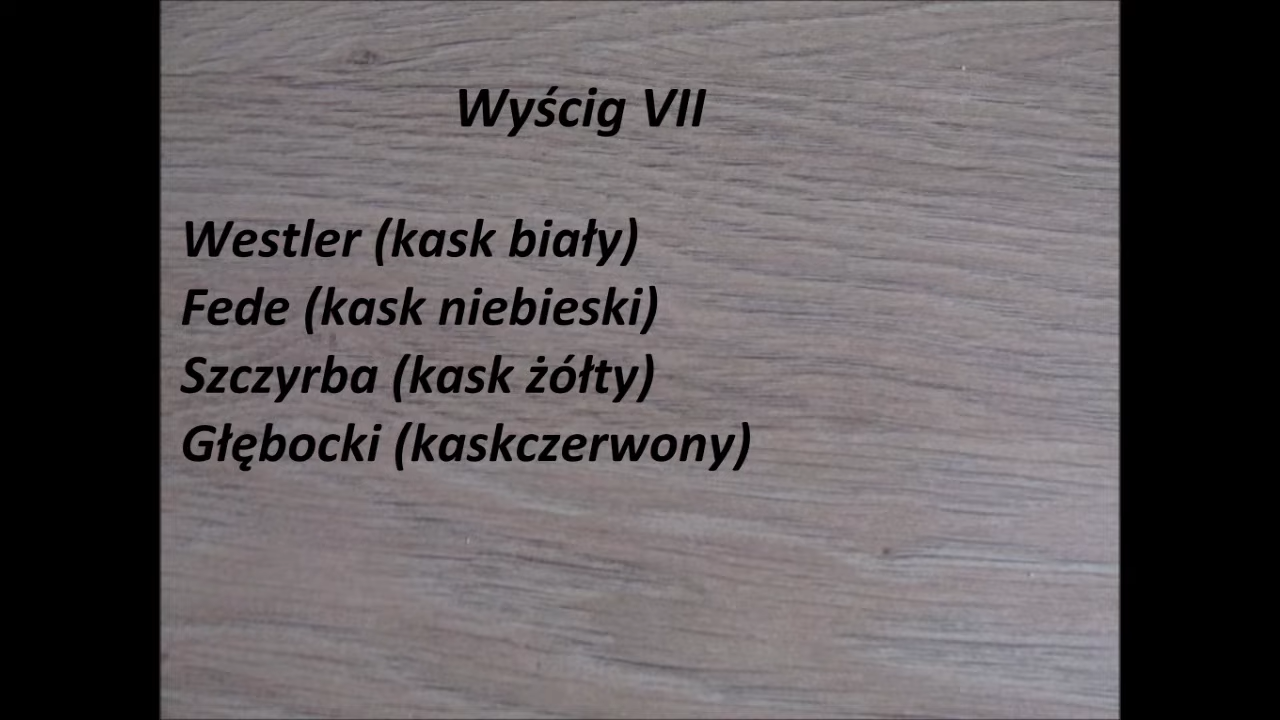 Wyścig VII
Westler (kask biały)
Fede (kask niebieski)
Szczyrba (kask żółty)
Głębocki (kaskczerwony)